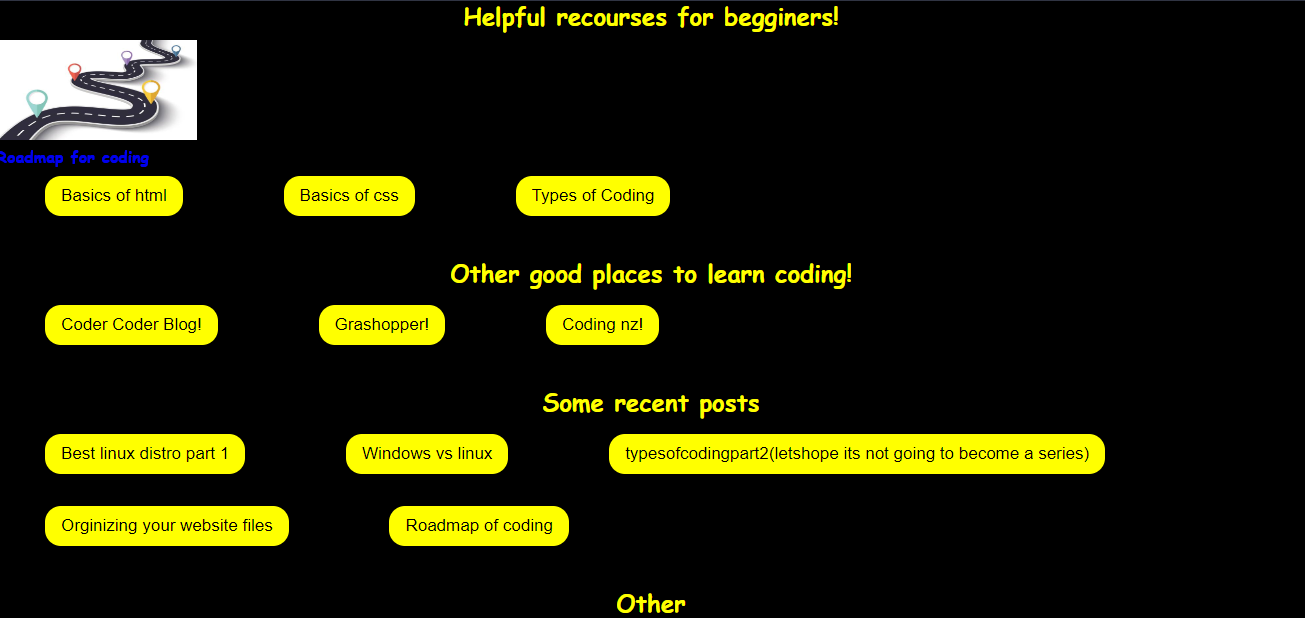 Helpful recourses for begginers!
Roadmap for coding
Basics of html
Basics of css
Types of Coding
Other good places to learn coding!
Coder Coder Blog!
Grashopper!
Coding nz!
Some recent posts
Best linux distro part 1
Windows vs linux
typesofcodingpart2(letshope its not going to become a series)
Orginizing your website files
Roadmap of coding
Other